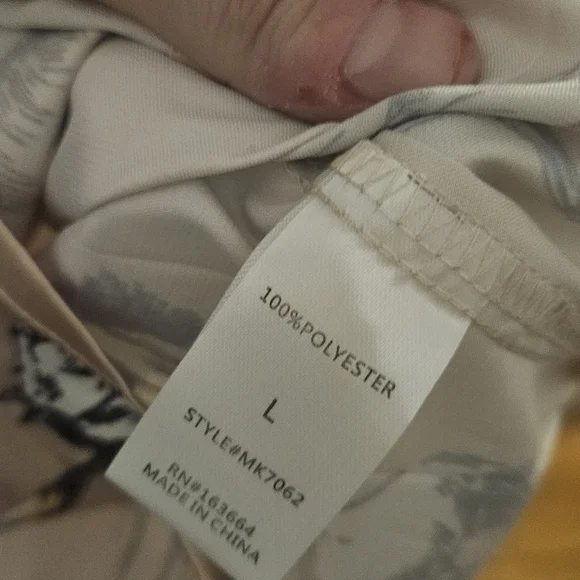 100%POLYESTER
L
STYLE#MK7062
RN#163664
MADE IN CHINA